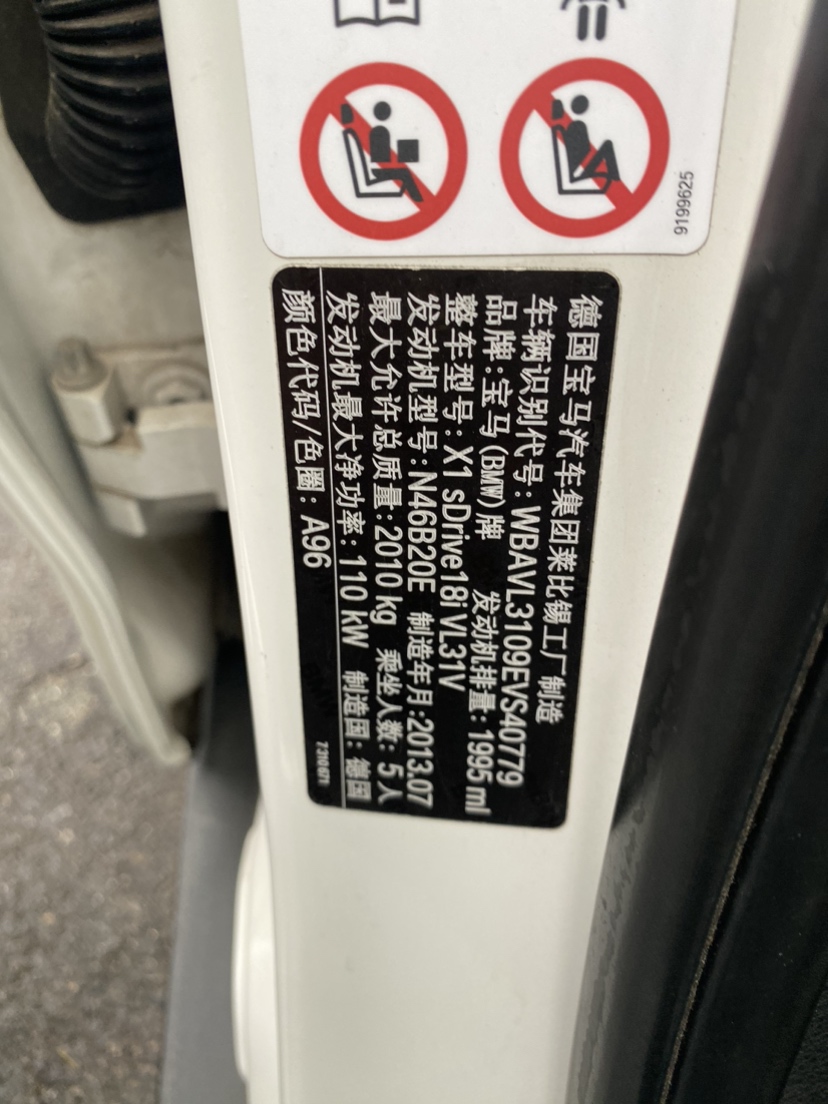 9199625
德国宝马汽车集团莱比锡工厂制造
车辆识别代号:WBAVL3109EVS40779
品牌:宝马(BMW)牌 发动机排量:1995 ml
整车型号:X1 sDrive18i VL31V
发动机型号:N46B20E 制造年月:2013.07
最大允许总质量:2010 kg 乘坐人数:5人
发动机最大净功率:110 kW 制造国:德国
颜色代码/色圈:A96